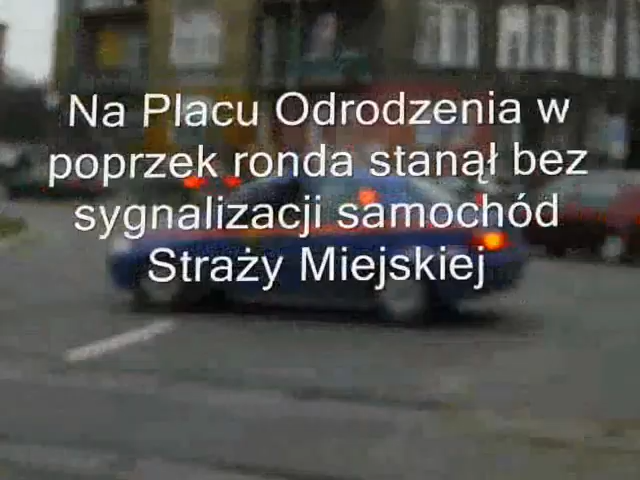 Na Placu Odrodzenia w
poprzek ronda stanął bez
sygnalizacji samochód
Straży Miejskiej